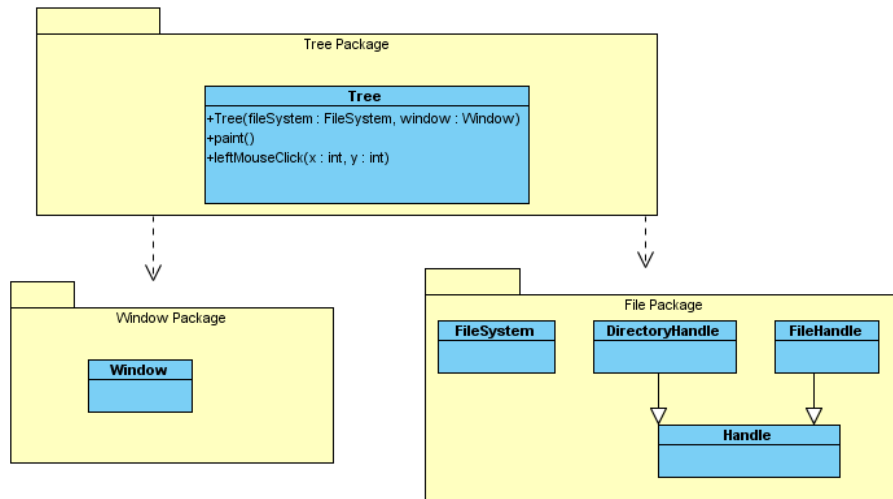 Tree Package
Tree
+Tree(fileSystem : FileSystem, window : Window)
+paint()
+leftMouseClick(x : int, y : int)
Window Package
Window
File Package
FileSystem
DirectoryHandle
FileHandle
Handle